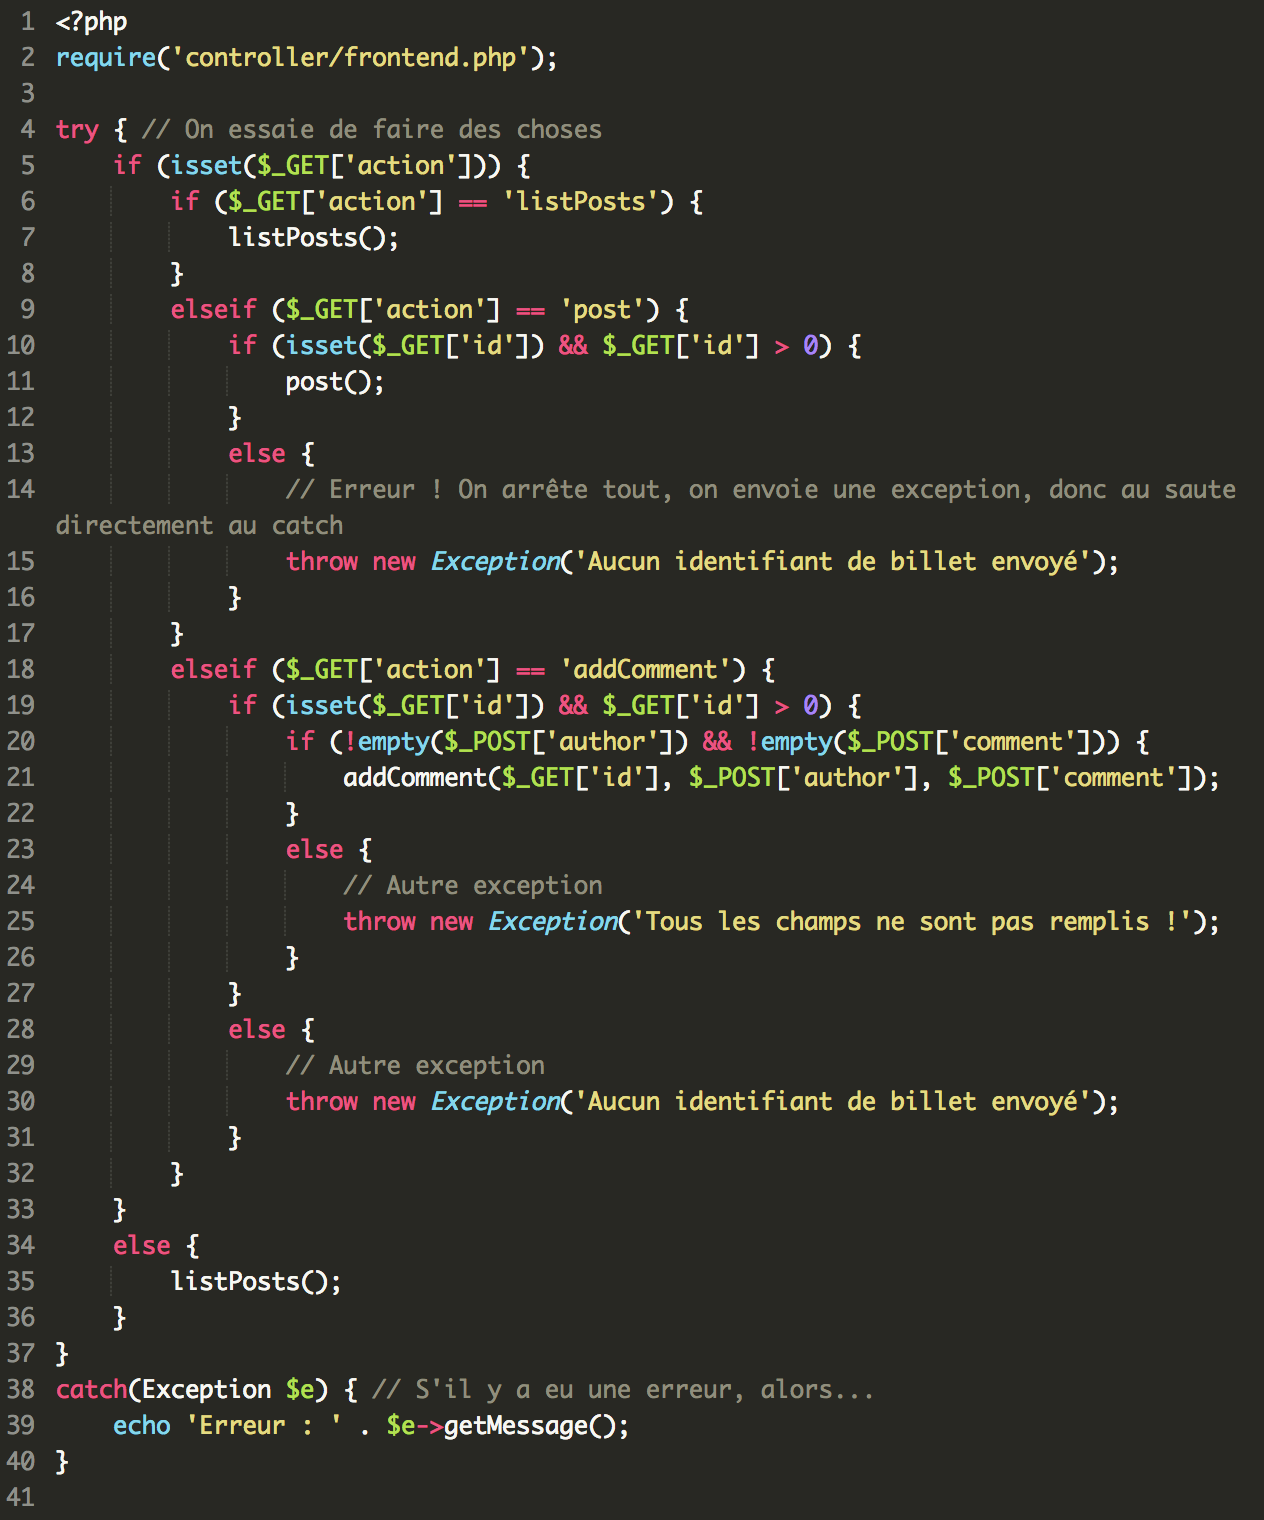 1 <?php
2 require('controller/frontend.php');
3
4 try { // On essaie de faire des choses
5     if (isset($_GET['action'])) {
6         if ($_GET['action'] == 'listPosts') {
7             listPosts();
8         }
9         elseif ($_GET['action'] == 'post') {
10             if (isset($_GET['id']) && $_GET['id'] > 0) {
11                 post();
12             }
13             else {
14                 // Erreur ! On arrête tout, on envoie une exception, donc au saute
directement au catch
15                 throw new Exception('Aucun identifiant de billet envoyé');
16             }
17         }
18         elseif ($_GET['action'] == 'addComment') {
19             if (isset($_GET['id']) && $_GET['id'] > 0) {
20                 if (!empty($_POST['author']) && !empty($_POST['comment'])) {
21                     addComment($_GET['id'], $_POST['author'], $_POST['comment']);
22                 }
23                 else {
24                     // Autre exception
25                     throw new Exception('Tous les champs ne sont pas remplis !');
26                 }
27             }
28             else {
29                 // Autre exception
30                 throw new Exception('Aucun identifiant de billet envoyé');
31             }
32         }
33     }
34     else {
35         listPosts();
36     }
37 }
38 catch(Exception $e) { // S'il y a eu une erreur, alors...
39     echo 'Erreur : ' . $e->getMessage();
40 }
41